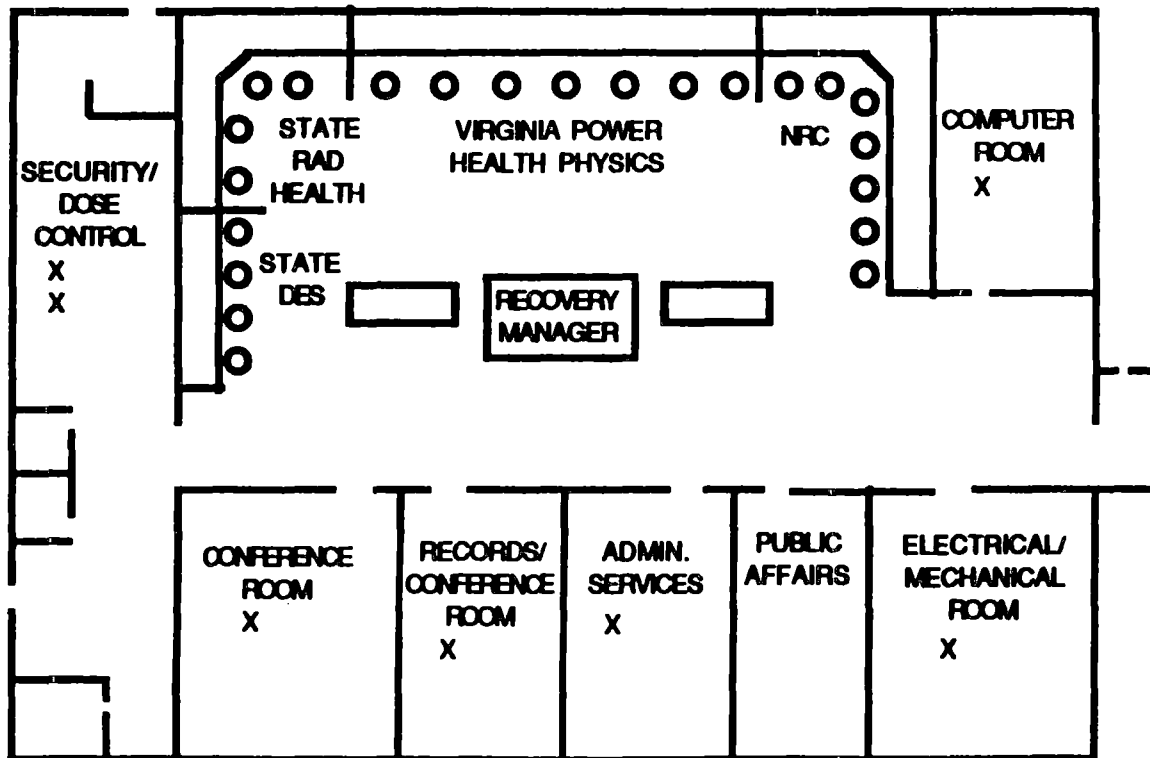 STATE
RAD
HEALTH
VIRGINIA POWER
HEALTH PHYSICS
NRC
COMPUTER
ROOM
X
SECURITY/
DOSE
CONTROL
X
X
STATE
DES
RECOVERY
MANAGER
CONFERENCE
ROOM
X
RECORDS/
CONFERENCE
ROOM
X
ADMIN.
SERVICES
X
PUBLIC
AFFAIRS
ELECTRICAL/
MECHANICAL
ROOM
X